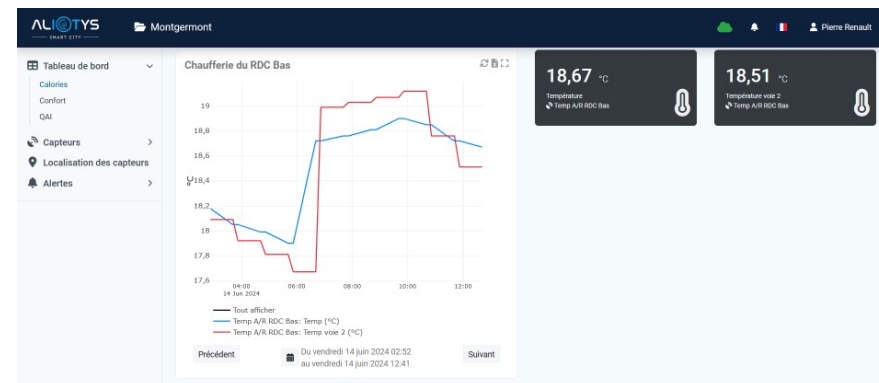 ALIOTYS
SMART CITY
Montgermont
Pierre Renault
Tableau de bord
Calories
Confort
QAI
Capteurs
Localisation des capteurs
Alertes
Chaufferie du RDC Bas
19
18,8
18,6
18,4
18,2
18
17,8
17,6
04:00
14 Jun 2024
06:00
08:00
10:00
12:00
Tout afficher
Temp A/R RDC Bas: Temp (°C)
Temp A/R RDC Bas: Temp voie 2 (°C)
Précédent
Du vendredi 14 juin 2024 02:52
au vendredi 14 juin 2024 12:41
Suivant
18,67 °C
Température
Temp A/R RDC Bas
18,51 °C
Température voie 2
Temp A/R RDC Bas